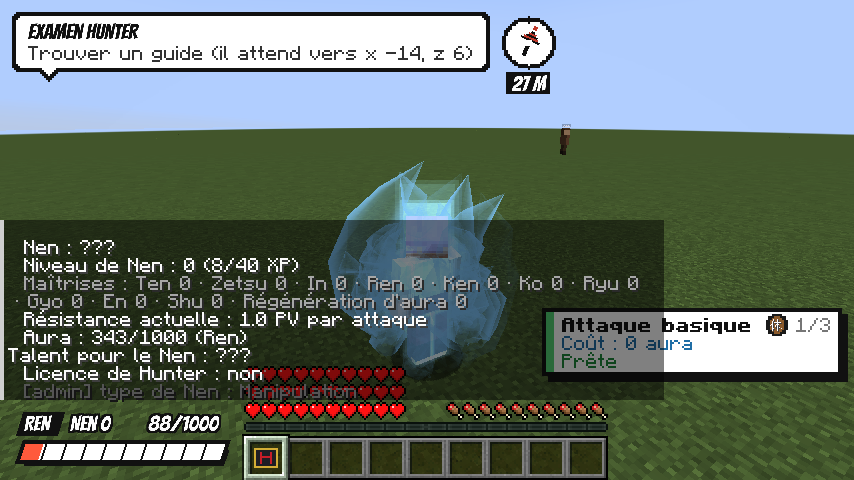 EXAMEN HUNTER
Trouver un guide (il attend vers x -14, z 6)
27 M
Nen : ???
Niveau de Nen : 0 (8/40 XP)
Maîtrises : Ten 0 · Zetsu 0 · In 0 · Ren 0 · Ken 0 · Ko 0 · Ryu 0
· Gyo 0 · En 0 · Shu 0 · Régénération d'aura 0
Résistance actuelle : 1.0 PV par attaque
Aura : 343/1000 (Ren)
Talent pour le Nen : ???
Licence de Hunter : non
[admin] type de Nen : Manipulation
Attaque basique 休 1/3
Coût : 0 aura
Prête
REN NEN 0 88/1000
H